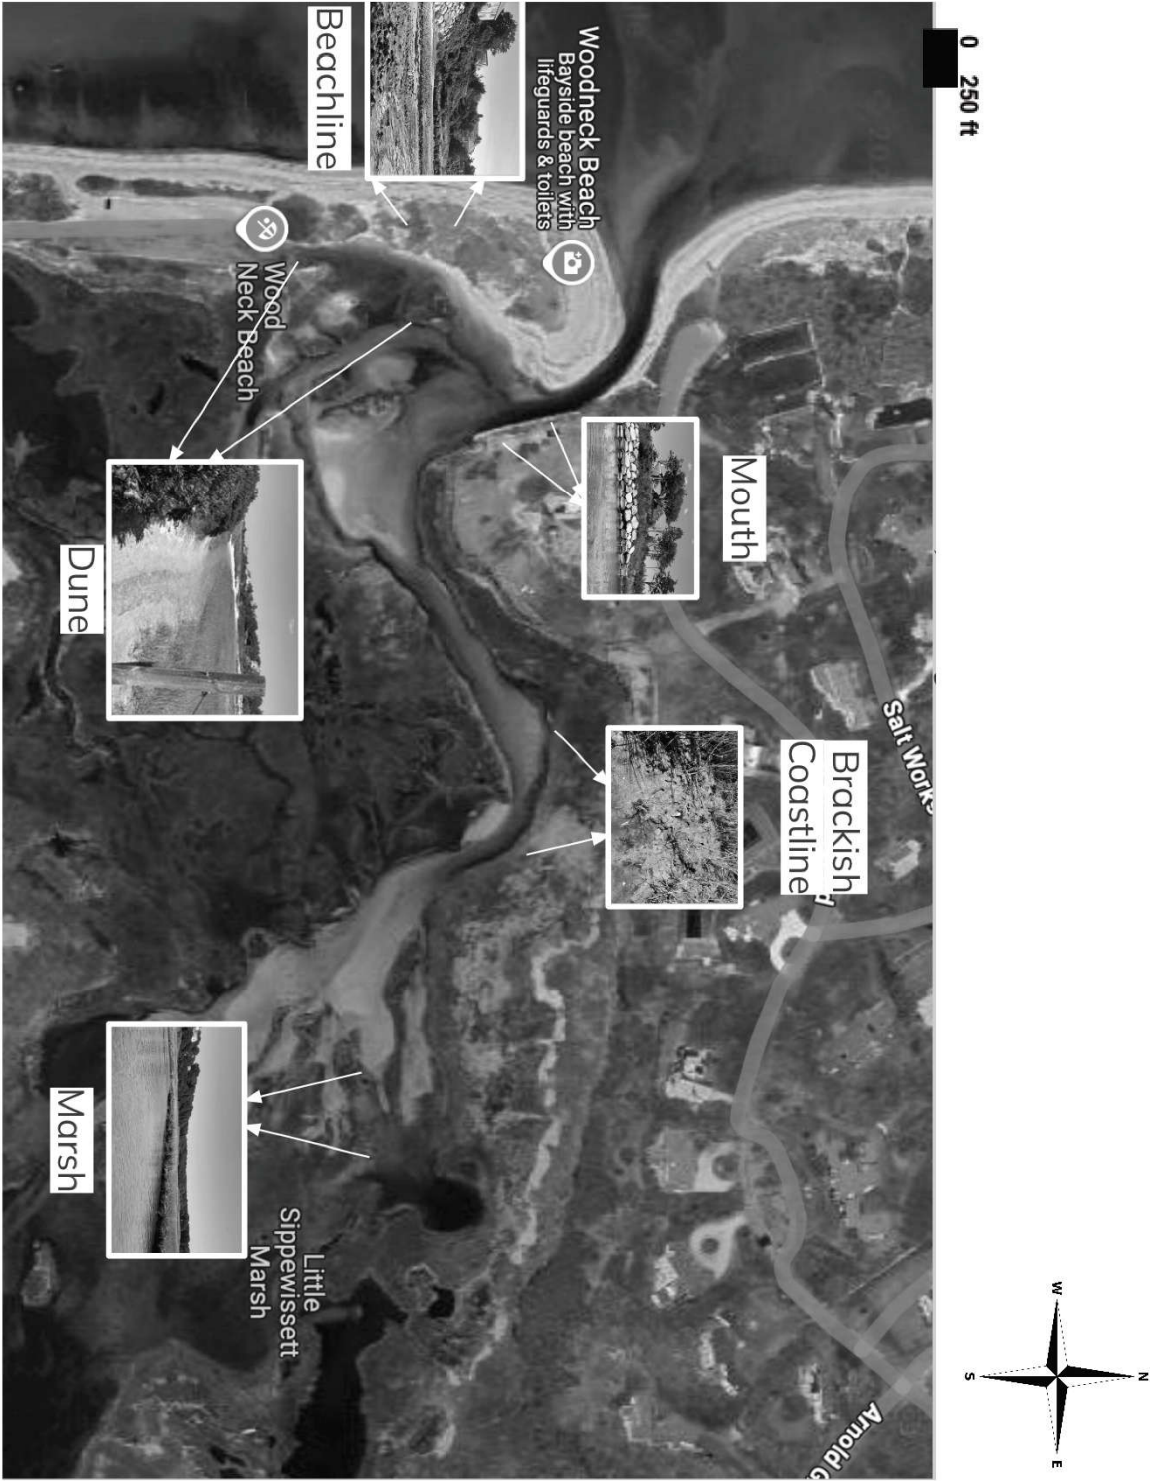 0 250 ft
N
W
E
S
Beachline
Woodneck Beach
Bayside beach with
lifeguards & toilets
Wood
Neck Beach
Mouth
Dune
Salt Works
Brackish
Coastline
d
Marsh
Little
Sippewissett
Marsh
Arnold G